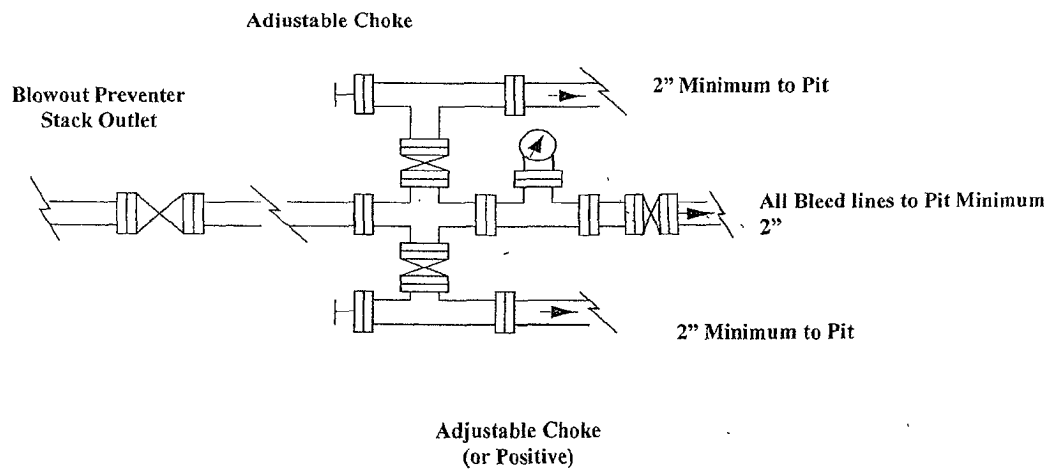 Adjustable Choke
Blowout Preventer
Stack Outlet
2” Minimum to Pit
All Bleed lines to Pit Minimum
2”
2” Minimum to Pit
Adjustable Choke
(or Positive)